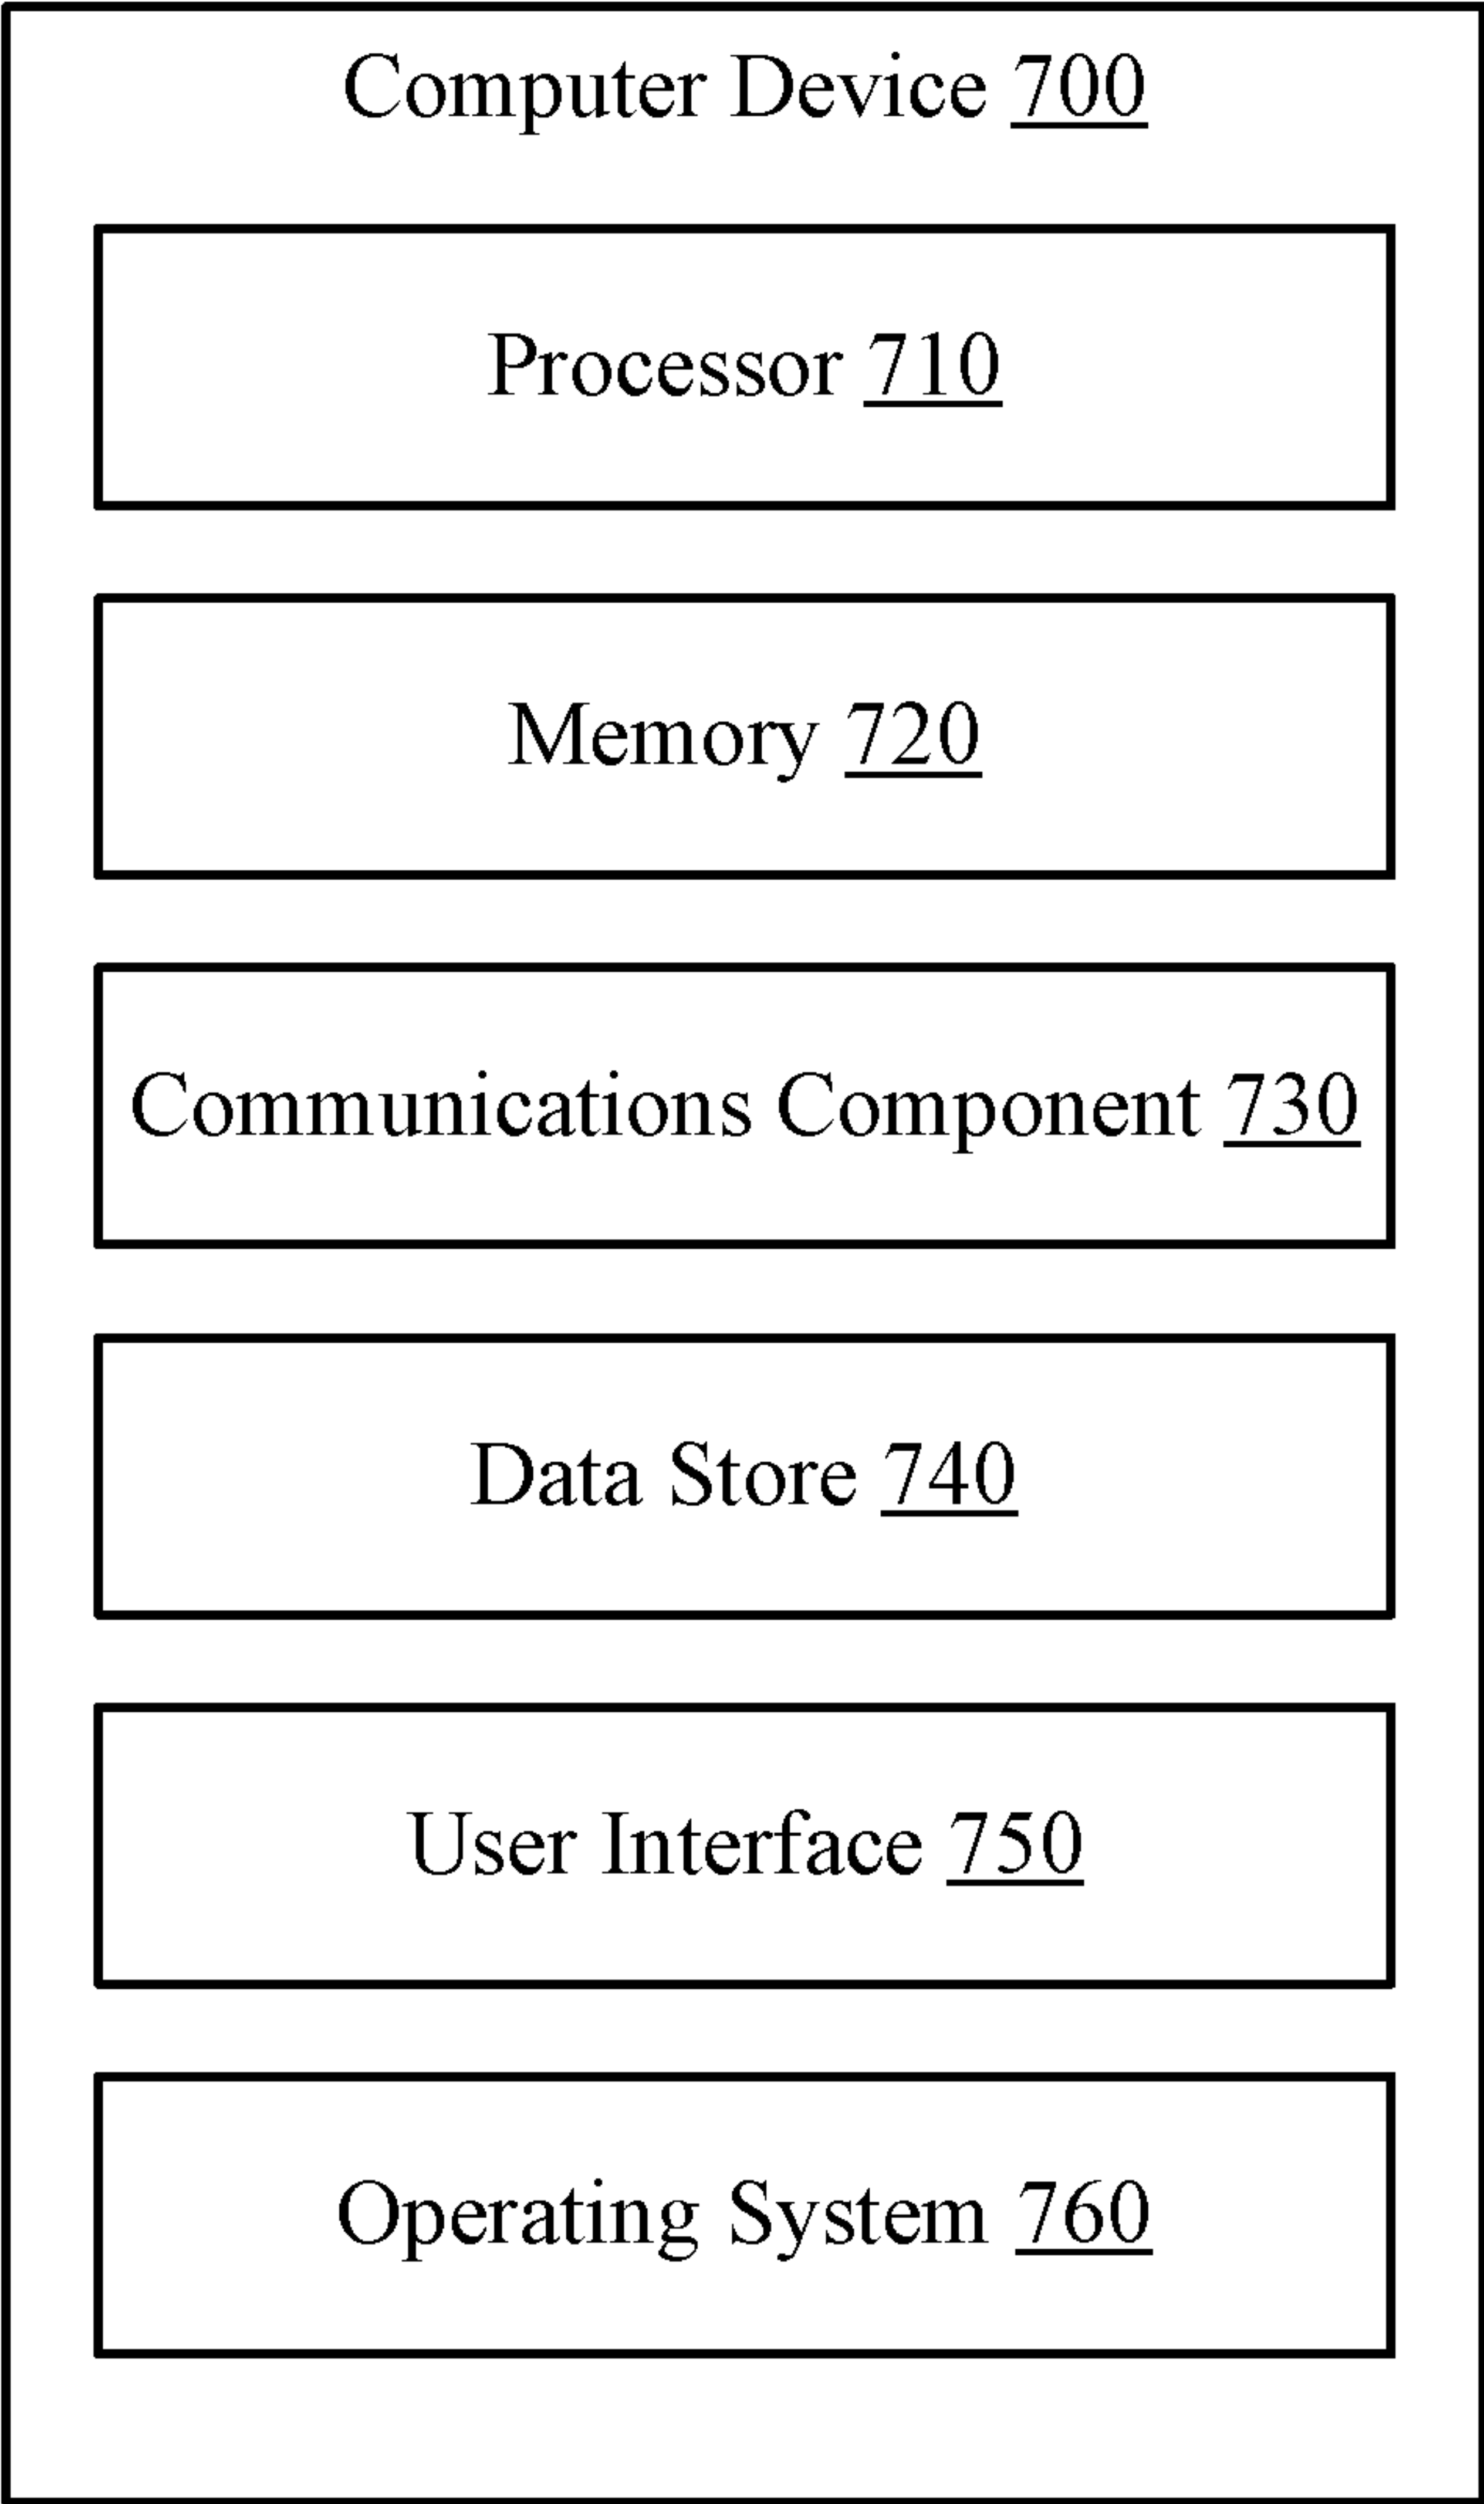 Computer Device 700
Processor 710
Memory 720
Communications Component 730
Data Store 740
User Interface 750
Operating System 760